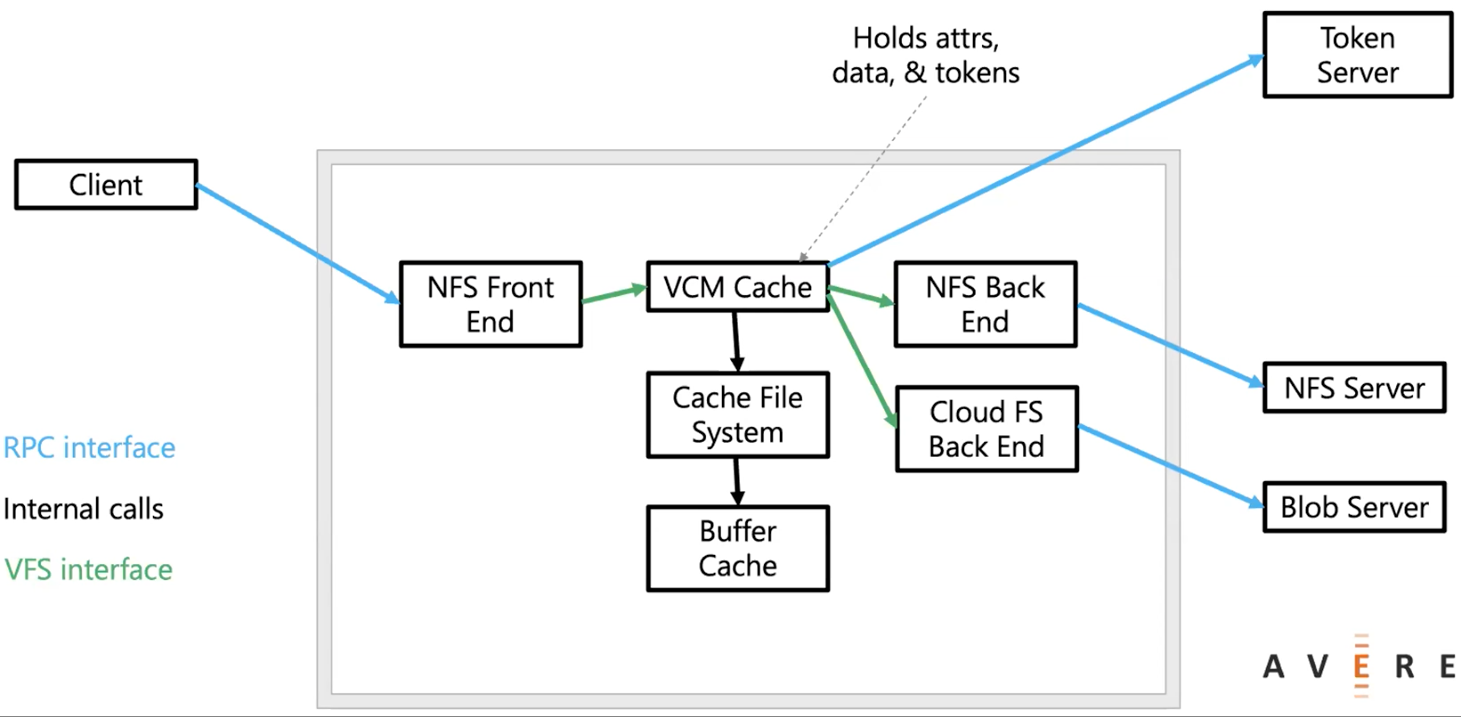 Holds attrs,
data, & tokens
Token
Server
Client
NFS Front
End
VCM Cache
NFS Back
End
Cache File
System
Cloud FS
Back End
NFS Server
RPC interface
Internal calls
VFS interface
Buffer
Cache
Blob Server
AVERE